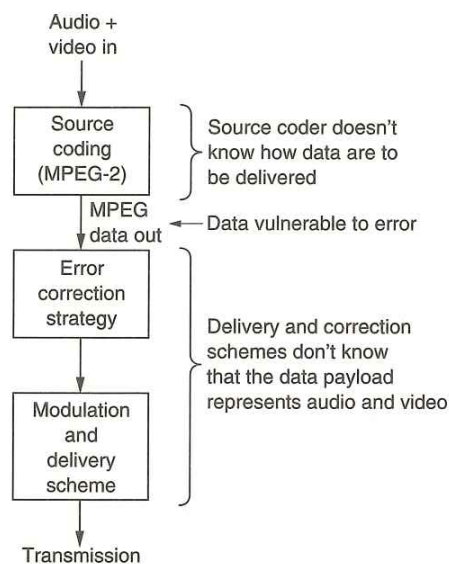 Audio +
video in
Source
coding
(MPEG-2)
Source coder doesn't
know how data are to
be delivered
MPEG
data out
Data vulnerable to error
Error
correction
strategy
Delivery and correction
schemes don't know
that the data payload
represents audio and video
Modulation
and
delivery
scheme
Transmission